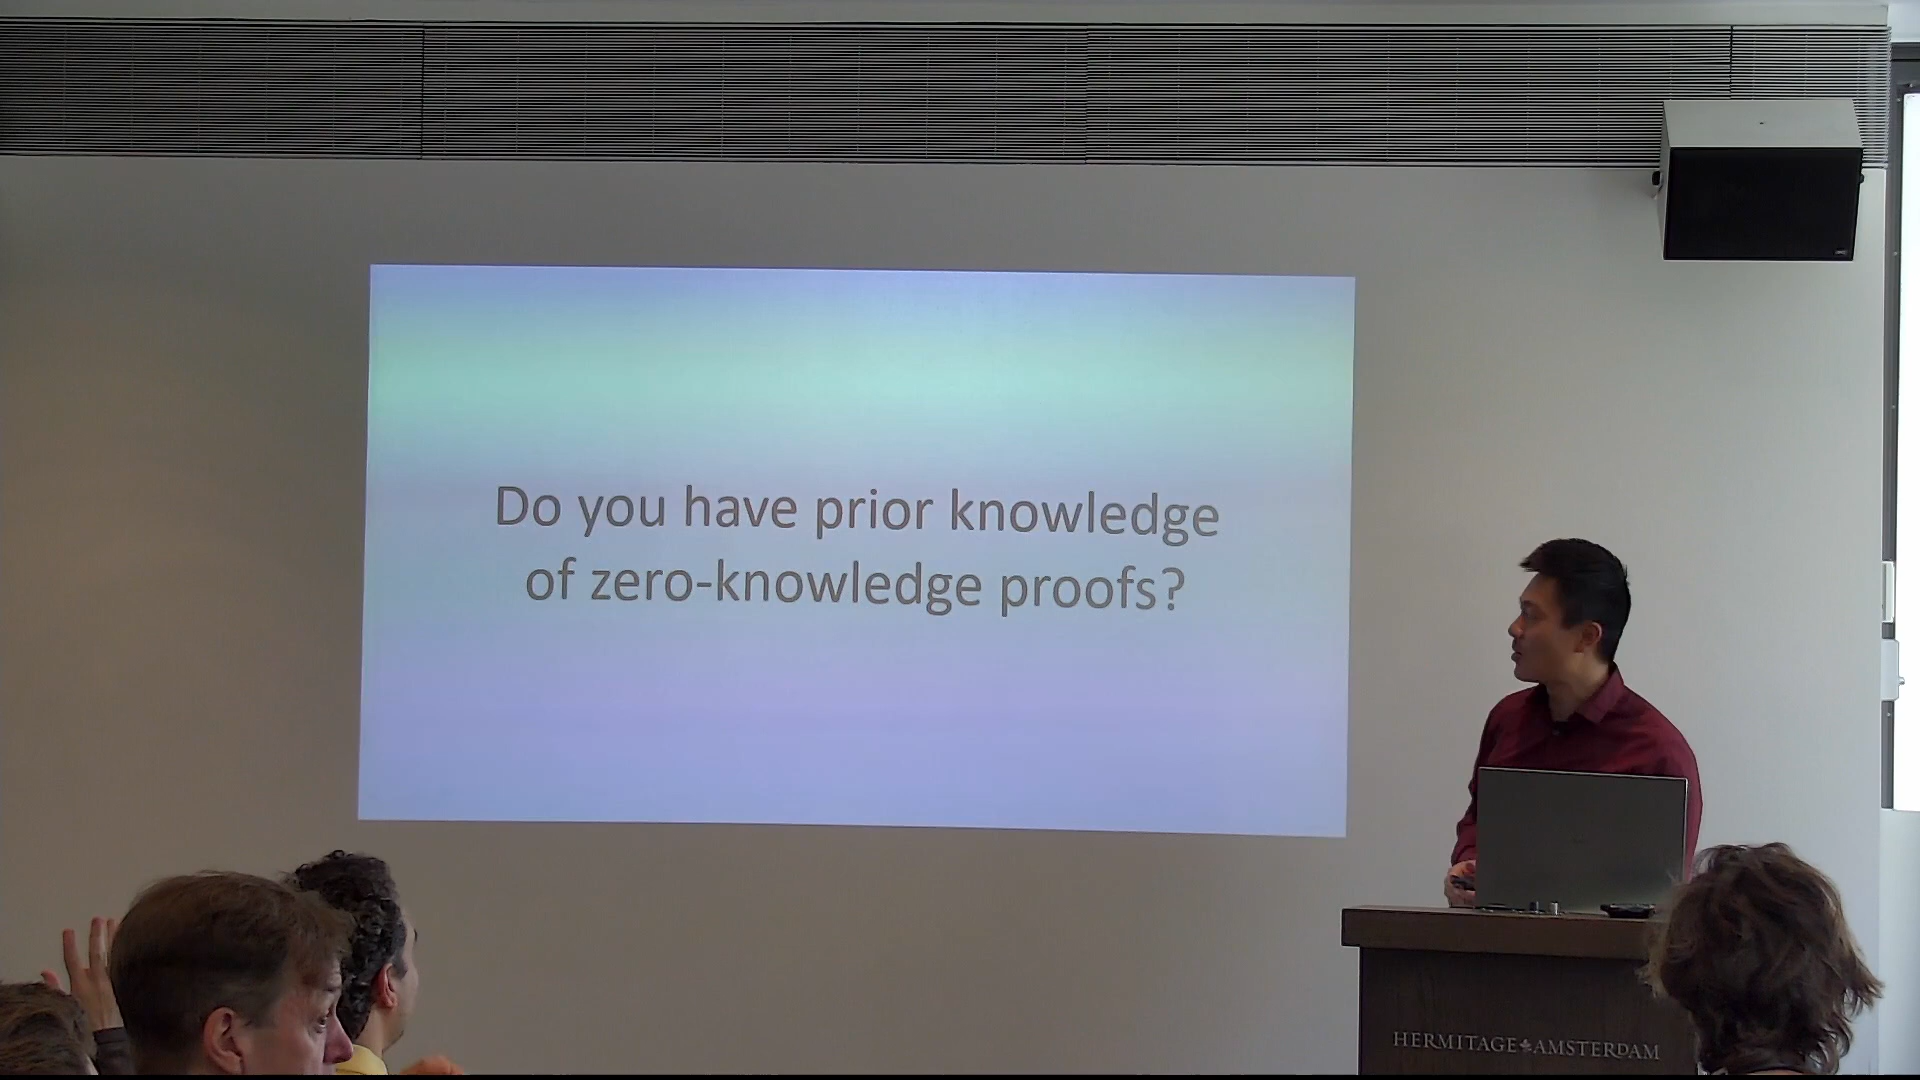 Do you have prior knowledge
of zero-knowledge proofs?
HERMITAGE AMSTERDAM